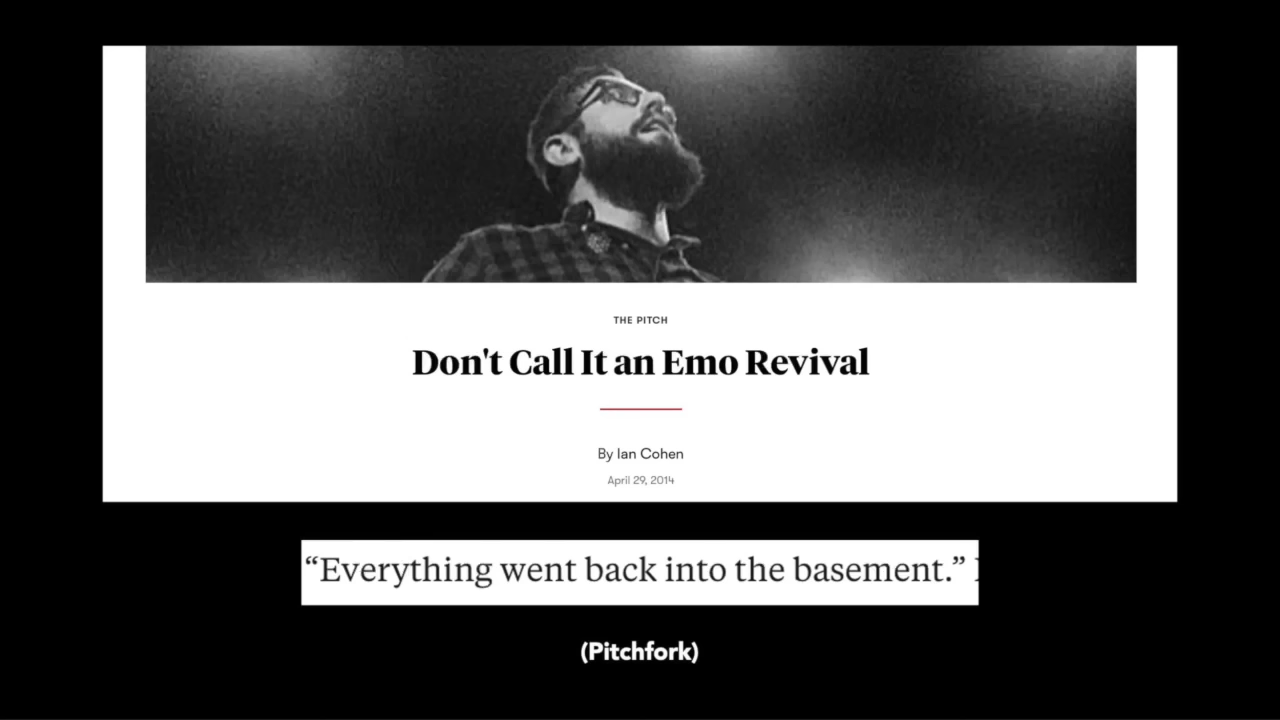 THE PITCH
Don't Call It an Emo Revival
By Ian Cohen
April 29, 2014
“Everything went back into the basement.”
(Pitchfork)